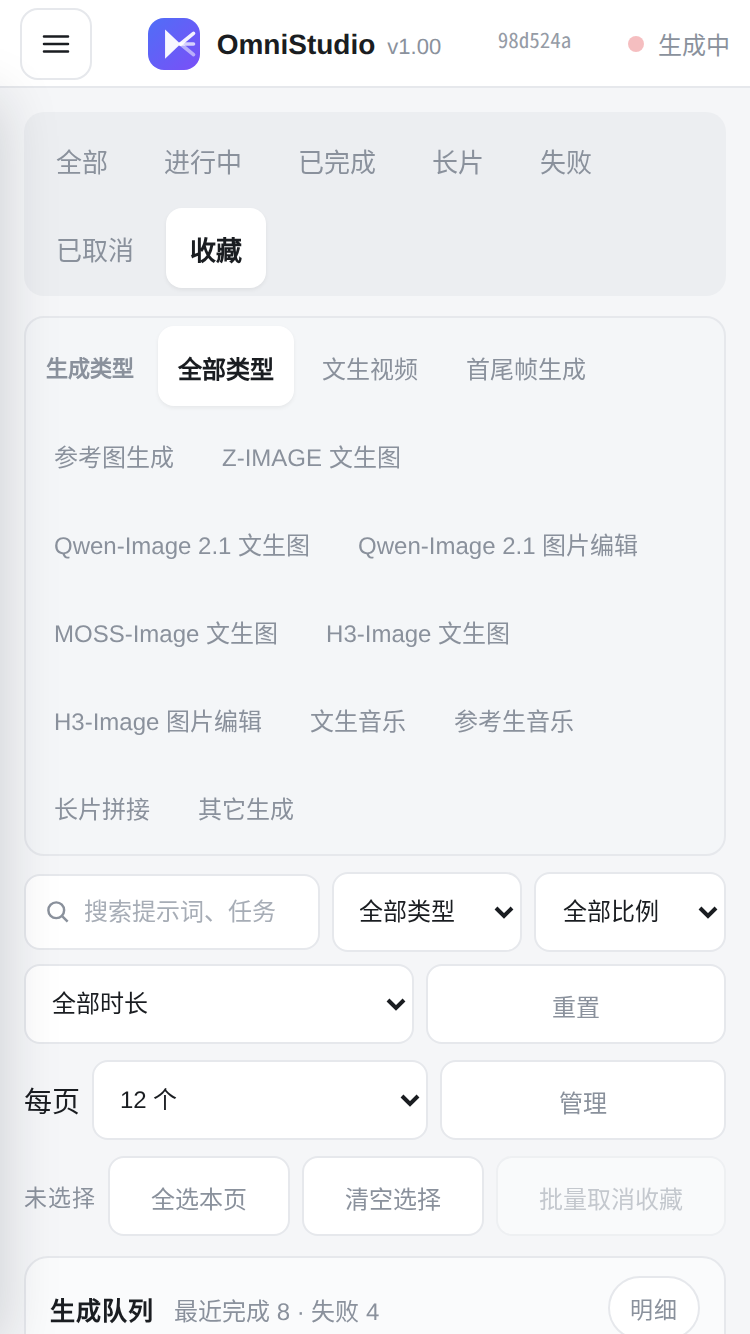 OmniStudio v1.00 98d524a 生成中
全部 进行中 已完成 长片 失败
已取消 收藏
生成类型 全部类型 文生视频 首尾帧生成
参考图生成 Z-IMAGE 文生图
Qwen-Image 2.1 文生图 Qwen-Image 2.1 图片编辑
MOSS-Image 文生图 H3-Image 文生图
H3-Image 图片编辑 文生音乐 参考生音乐
长片拼接 其它生成
搜索提示词、任务 全部类型 全部比例
全部时长 重置
每页 12 个 管理
未选择 全选本页 清空选择 批量取消收藏
生成队列 最近完成 8 · 失败 4 明细